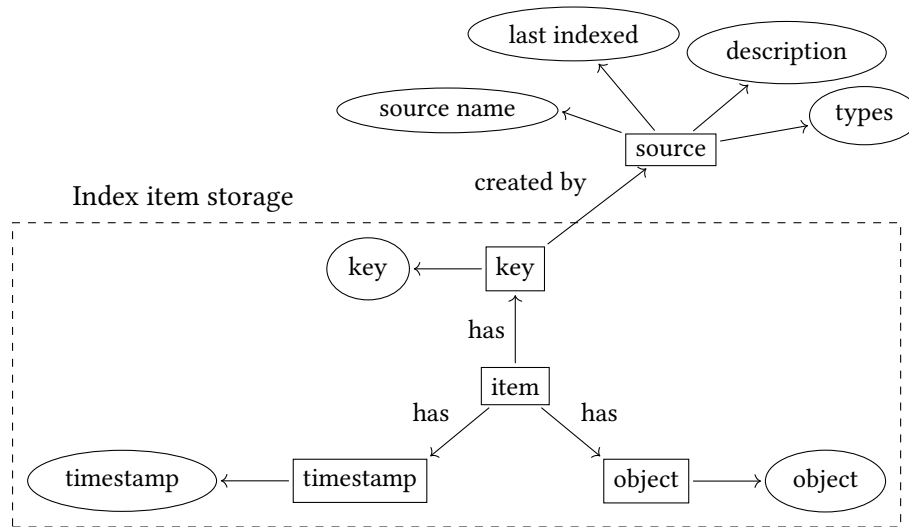 last indexed
description
source name
types
source
created by
Index item storage
key
key
has
item
has
has
timestamp
timestamp
object
object